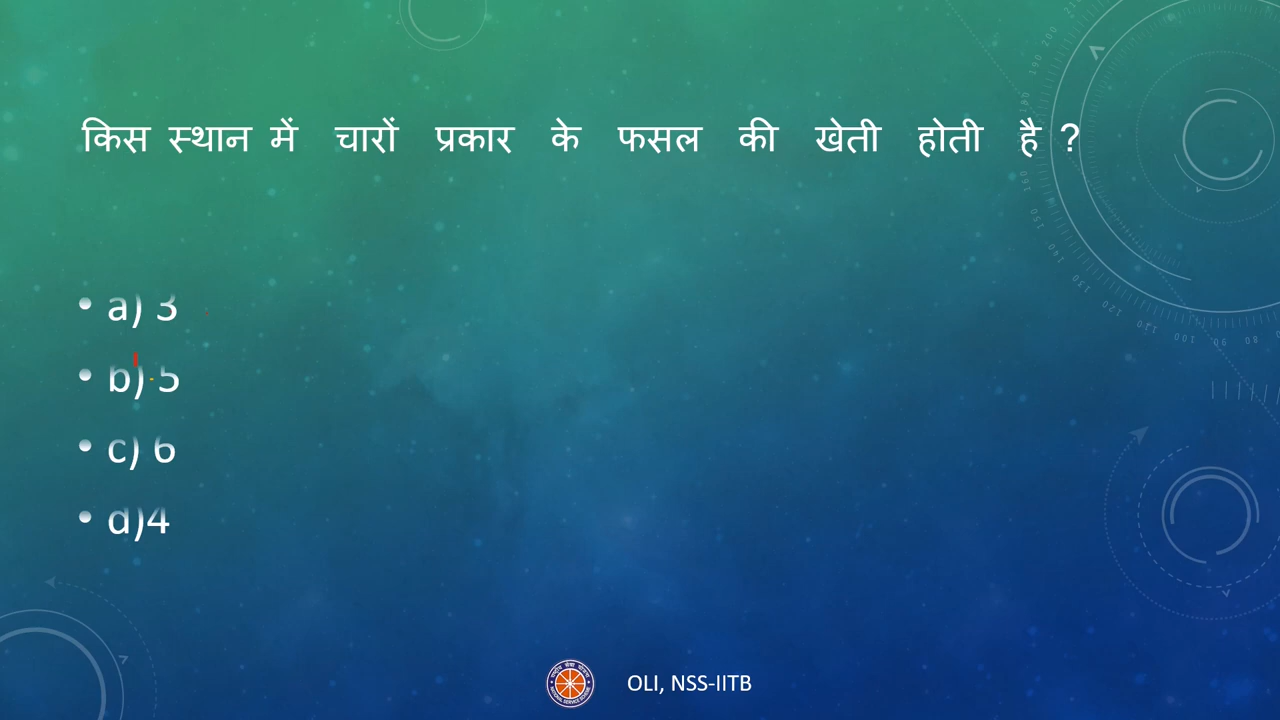 किस स्थान में चारों प्रकार के फसल की खेती होती है ?
• a) 3
• b) 5
• c) 6
• d)4
OLI, NSS-IITB